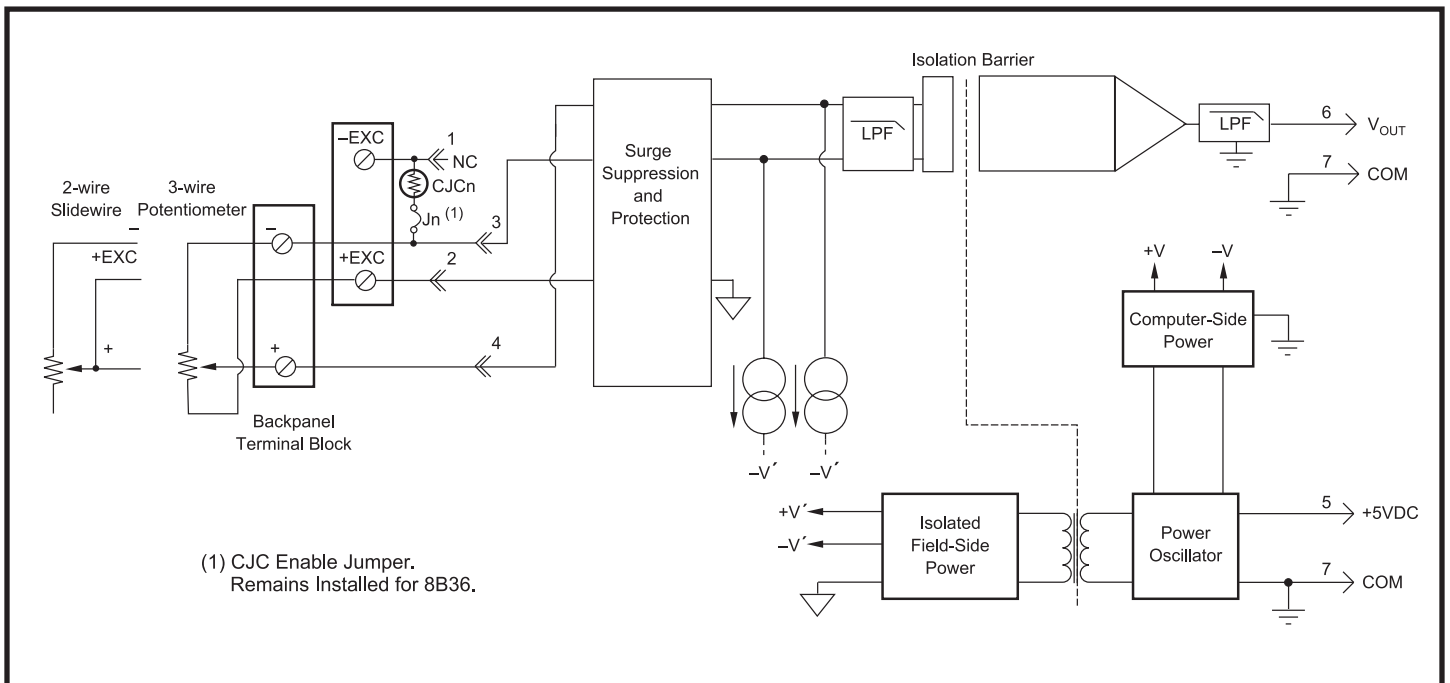 Isolation Barrier
–EXC
1
NC
CJCn
Jn (1)
3
+EXC
2
2-wire
Slidewire
–
+EXC
+
3-wire
Potentiometer
–
+
4
Backpanel
Terminal Block
Surge
Suppression
and
Protection
LPF
LPF
6
VOUT
7
COM
–V´
–V´
+V
–V
Computer-Side
Power
+V´
–V´
Isolated
Field-Side
Power
Power
Oscillator
5
+5VDC
7
COM
(1) CJC Enable Jumper.
Remains Installed for 8B36.